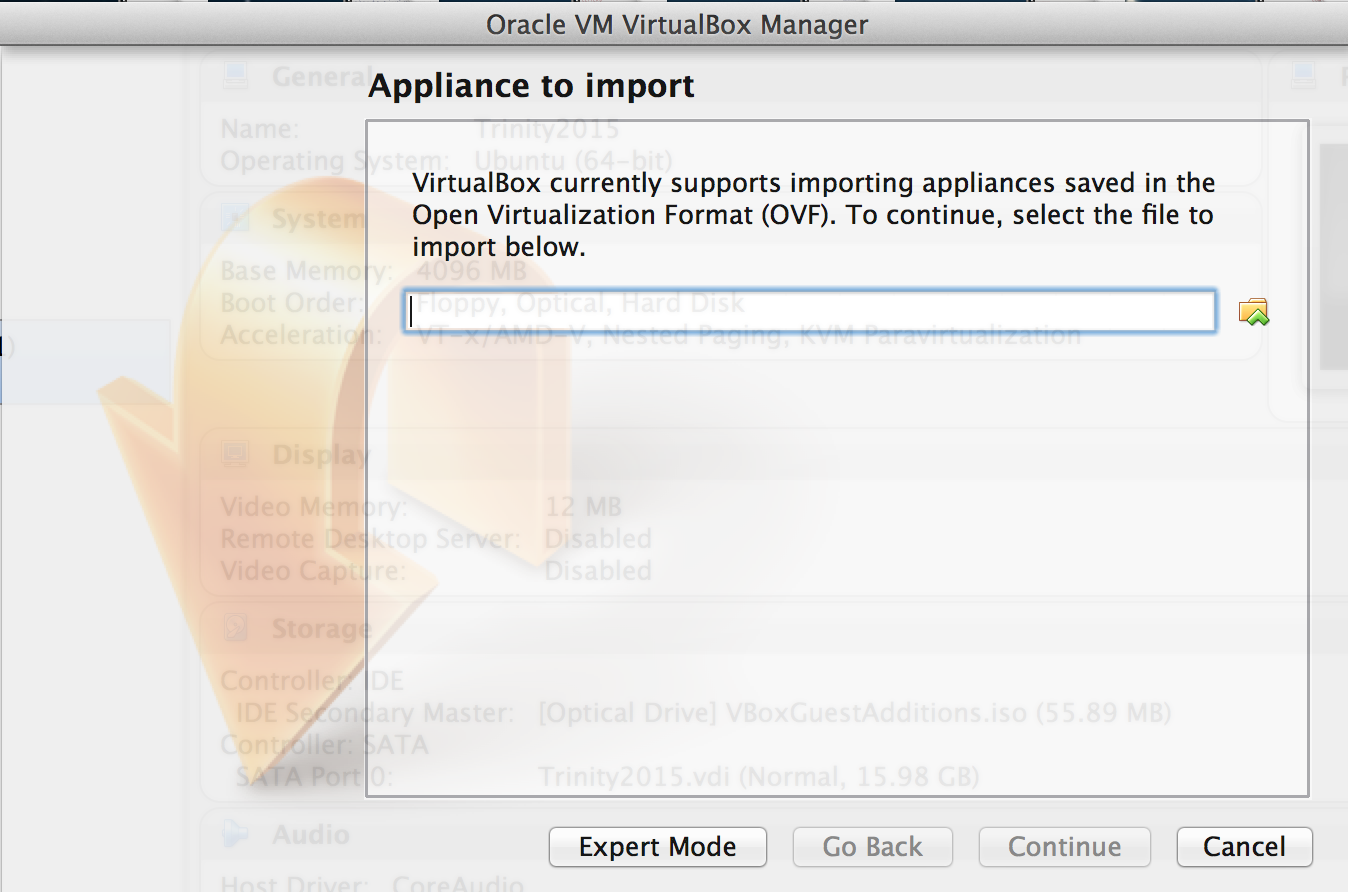 Oracle VM VirtualBox Manager
Appliance to import
VirtualBox currently supports importing appliances saved in the
Open Virtualization Format (OVF). To continue, select the file to
import below.
General
Name: Trinity2015
Operating System: Ubuntu (64-bit)
System
Base Memory: 4096 MB
Boot Order: Floppy, Optical, Hard Disk
Acceleration: VT-x/AMD-V, Nested Paging, KVM Paravirtualization
Display
Video Memory: 12 MB
Remote Desktop Server: Disabled
Video Capture: Disabled
Storage
Controller: IDE
IDE Secondary Master: [Optical Drive] VBoxGuestAdditions.iso (55.89 MB)
Controller: SATA
SATA Port 0: Trinity2015.vdi (Normal, 15.98 GB)
Audio
Host Driver: CoreAudio
Expert Mode Go Back Continue Cancel